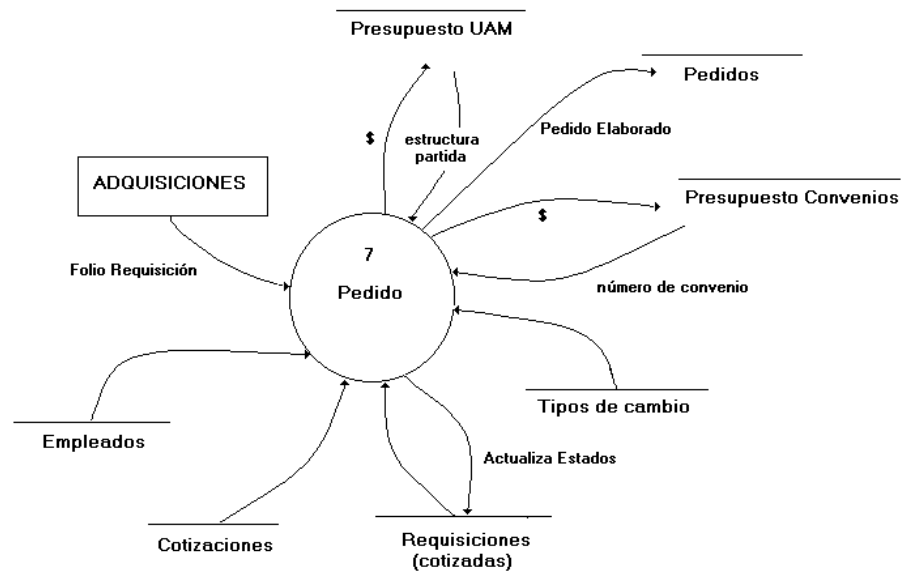 Presupuesto UAM
Pedidos
$
estructura
partida
Pedido Elaborado
ADQUISICIONES
Presupuesto Convenios
$
7
Folio Requisición
Pedido
número de convenio
Tipos de cambio
Empleados
Actualiza Estados
Cotizaciones
Requisiciones
(cotizadas)